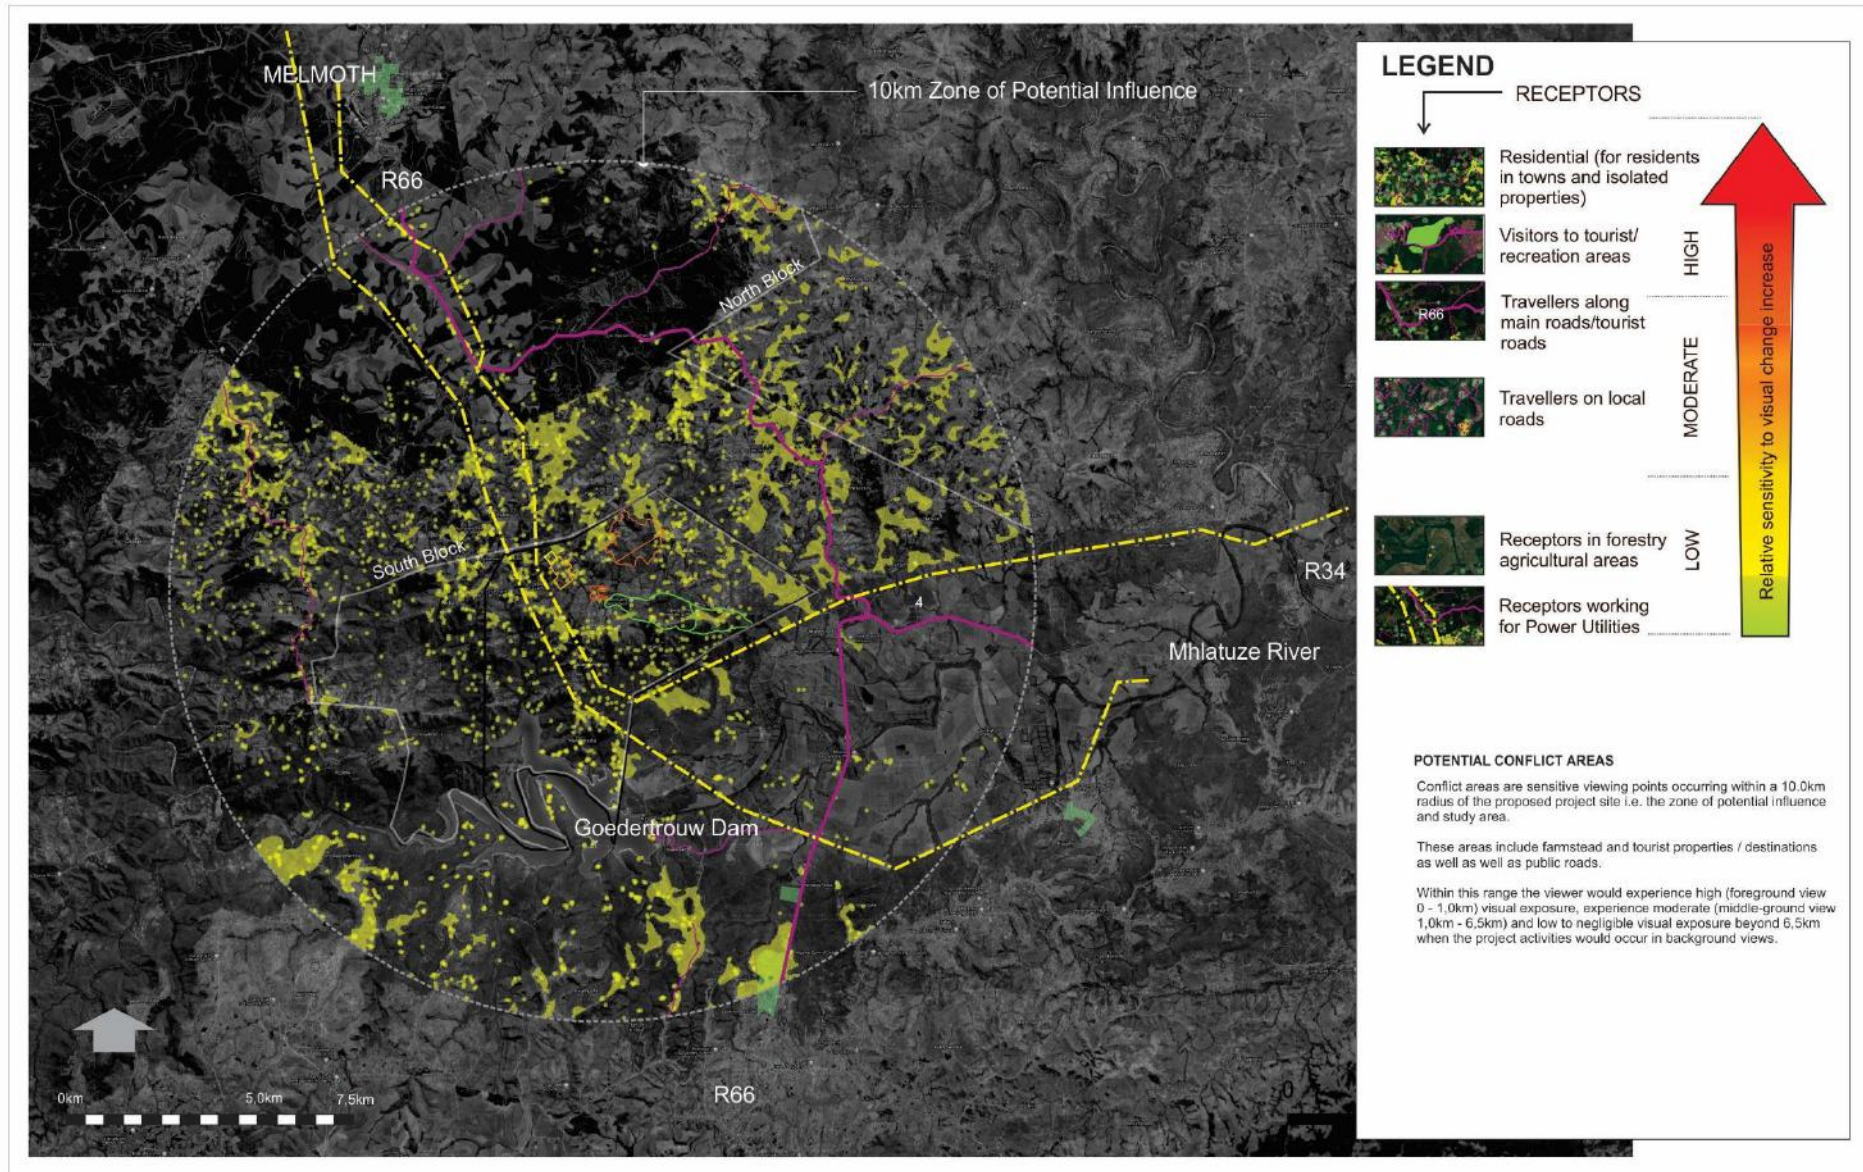 MELMOTH
10km Zone of Potential Influence
R66
North Block
South Block
R34
4
Mhlatuze River
Goedertrouw Dam
R66
0km
5,0km
7,5km
LEGEND
RECEPTORS
Residential (for residents
in towns and isolated
properties)
Visitors to tourist/
recreation areas
HIGH
Travellers along
main roads/tourist
roads
R66
MODERATE
Travellers on local
roads
Receptors in forestry
agricultural areas
LOW
Receptors working
for Power Utilities
Relative sensitivity to visual change increase
POTENTIAL CONFLICT AREAS
Conflict areas are sensitive viewing points occurring within a 10.0km
radius of the proposed project site i.e. the zone of potential influence
and study area.
These areas include farmstead and tourist properties / destinations
as well as well as public roads.
Within this range the viewer would experience high (foreground view
0 - 1,0km) visual exposure, experience moderate (middle-ground view
1,0km - 6,5km) and low to negligible visual exposure beyond 6,5km
when the project activities would occur in background views.